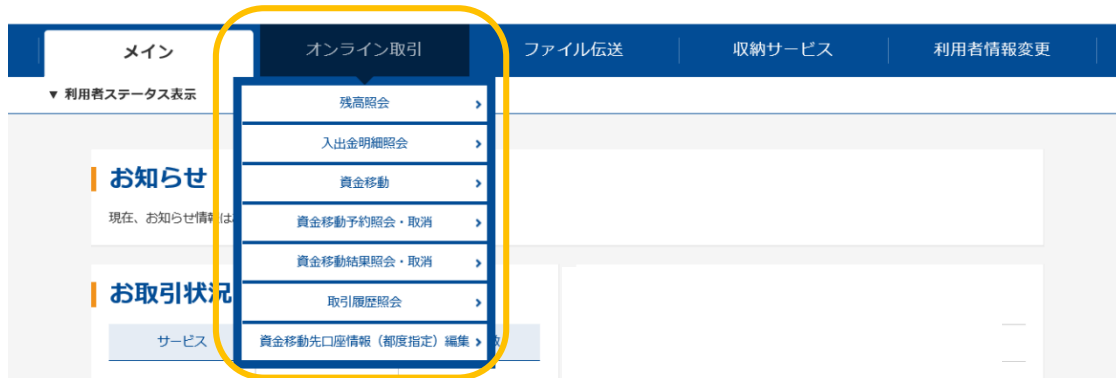 メイン オンライン取引 ファイル伝送 収納サービス 利用者情報変更
▼ 利用者ステータス表示
残高照会
入出金明細照会
お知らせ
資金移動
現在、お知らせ情報は
資金移動予約照会・取消
資金移動結果照会・取消
お取引状況
取引履歴照会
サービス
資金移動先口座情報（都度指定）編集
数